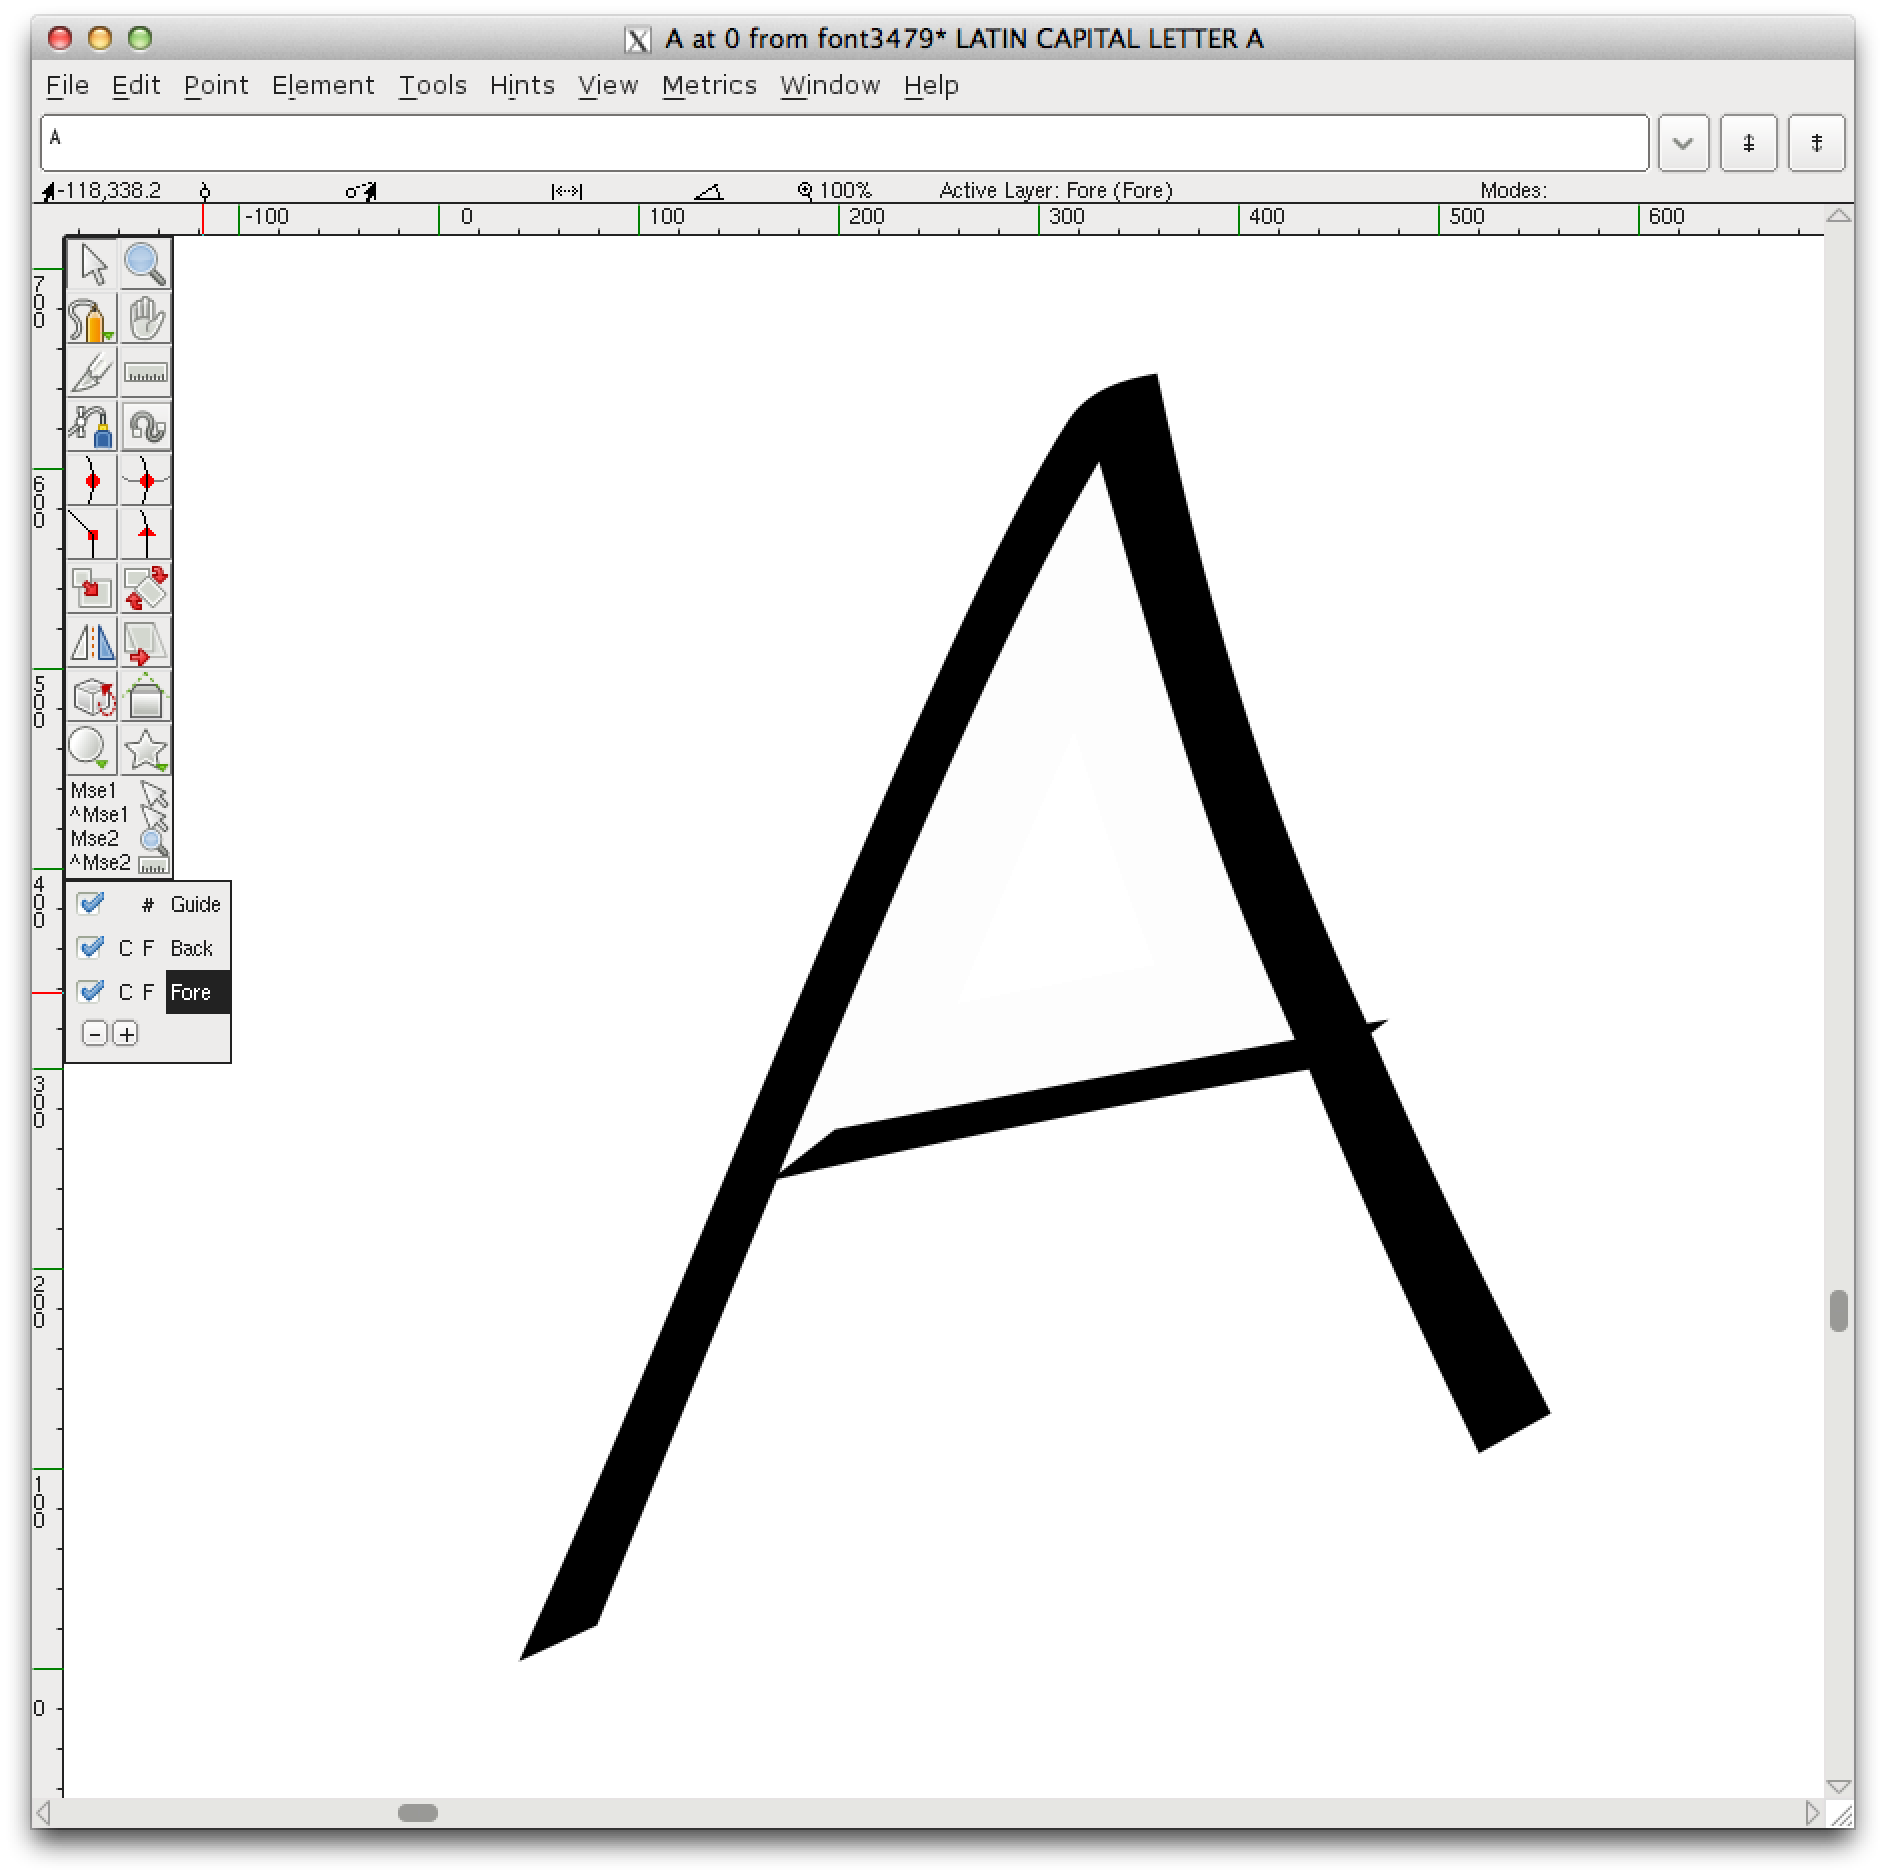 A at 0 from font3479* LATIN CAPITAL LETTER A
File Edit Point Element Tools Hints View Metrics Window Help
A
-118,338.2 100% Active Layer: Fore (Fore) Modes:
-100 0 100 200 300 400 500 600
700
600
500
Mse1
^Mse1
Mse2
^Mse2
400
# Guide
C F Back
C F Fore
- +
300
200
100
0
A